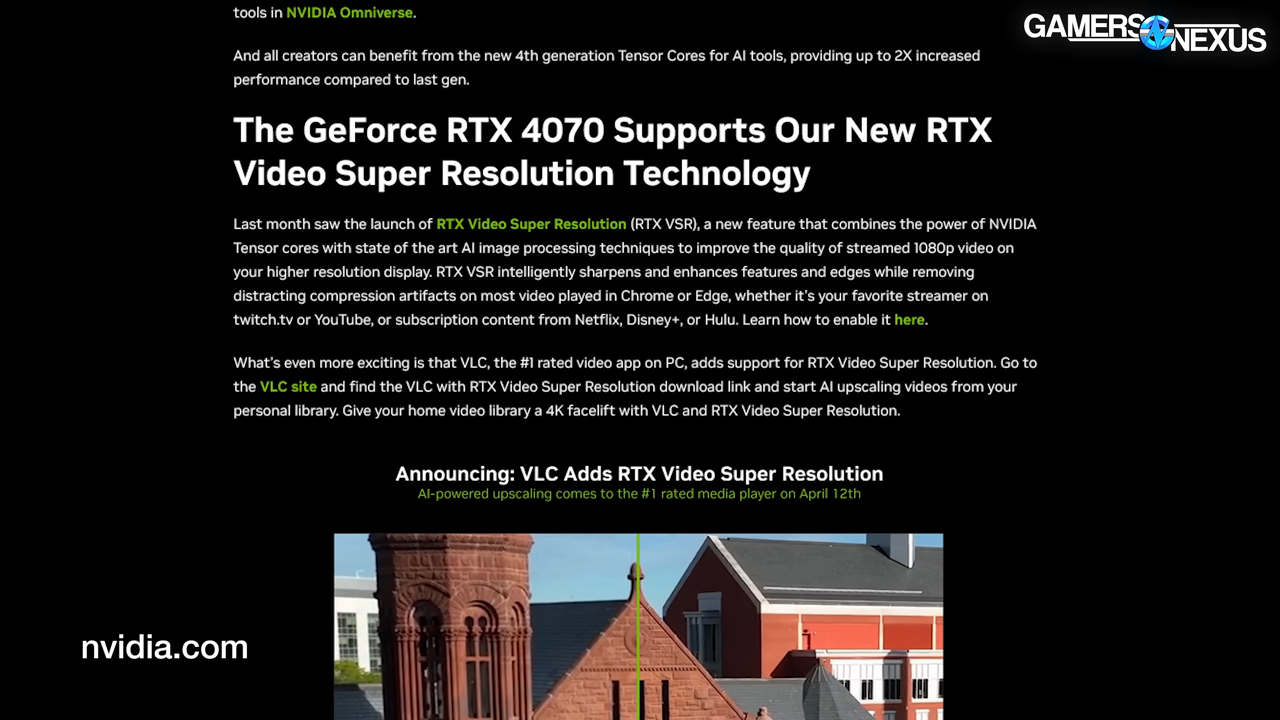 tools in NVIDIA Omniverse.
GAMERS NEXUS
And all creators can benefit from the new 4th generation Tensor Cores for AI tools, providing up to 2X increased
performance compared to last gen.
The GeForce RTX 4070 Supports Our New RTX
Video Super Resolution Technology
Last month saw the launch of RTX Video Super Resolution (RTX VSR), a new feature that combines the power of NVIDIA
Tensor cores with state of the art AI image processing techniques to improve the quality of streamed 1080p video on
your higher resolution display. RTX VSR intelligently sharpens and enhances features and edges while removing
distracting compression artifacts on most video played in Chrome or Edge, whether it's your favorite streamer on
twitch.tv or YouTube, or subscription content from Netflix, Disney+, or Hulu. Learn how to enable it here.
What's even more exciting is that VLC, the #1 rated video app on PC, adds support for RTX Video Super Resolution. Go to
the VLC site and find the VLC with RTX Video Super Resolution download link and start AI upscaling videos from your
personal library. Give your home video library a 4K facelift with VLC and RTX Video Super Resolution.
Announcing: VLC Adds RTX Video Super Resolution
AI-powered upscaling comes to the #1 rated media player on April 12th
nvidia.com